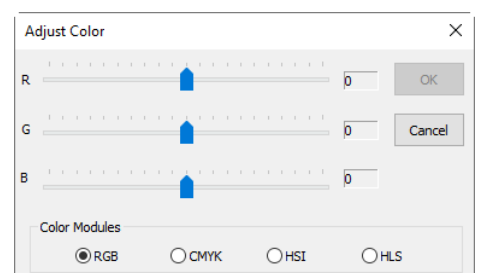 Adjust Color
R 0 OK
G 0 Cancel
B 0
Color Modules
RGB CMYK HSI HLS